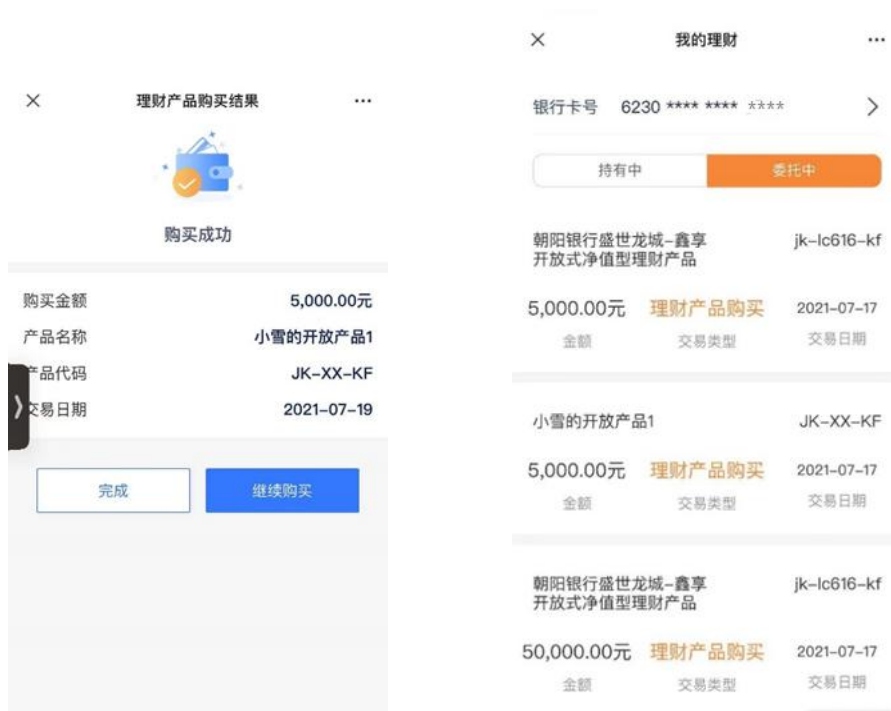 理财产品购买结果
购买成功
购买金额 5,000.00元
产品名称 小雪的开放产品1
产品代码 JK-XX-KF
交易日期 2021-07-19
完成 继续购买
我的理财
银行卡号 6230 **** **** ****
持有中 委托中
朝阳银行盛世龙城-鑫享 jk-lc616-kf
开放式净值型理财产品
5,000.00元 理财产品购买 2021-07-17
金额 交易类型 交易日期
小雪的开放产品1 JK-XX-KF
5,000.00元 理财产品购买 2021-07-17
金额 交易类型 交易日期
朝阳银行盛世龙城-鑫享 jk-lc616-kf
开放式净值型理财产品
50,000.00元 理财产品购买 2021-07-17
金额 交易类型 交易日期